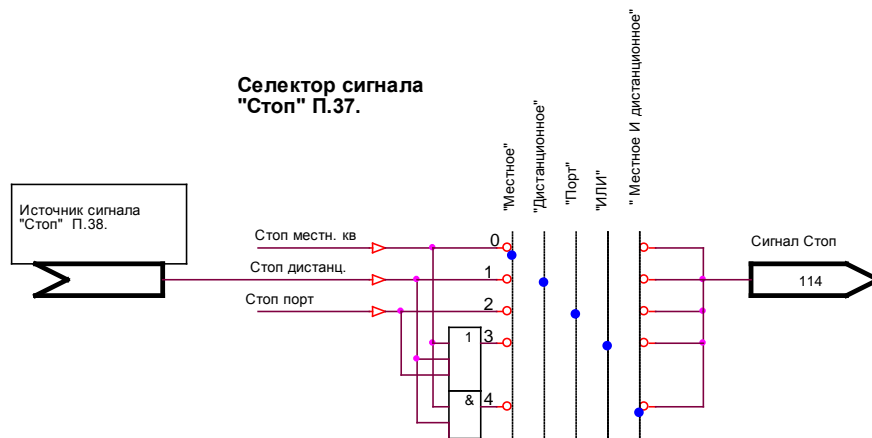 Селектор сигнала
"Стоп" П.37.
"Местное"
"Дистанционное"
"Порт"
"ИЛИ"
" Местное И дистанционное"
Источник сигнала
"Стоп" П.38.
Стоп местн. кв
0
Стоп дистанц.
1
Стоп порт
2
1
3
&
4
Сигнал Стоп
114